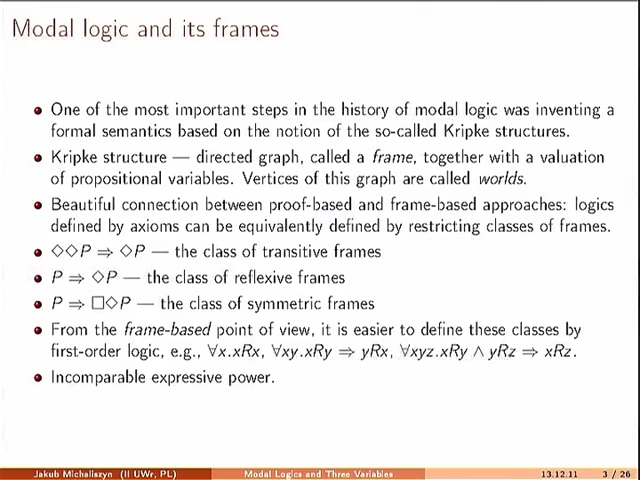 Modal logic and its frames
One of the most important steps in the history of modal logic was inventing a
formal semantics based on the notion of the so-called Kripke structures.
Kripke structure — directed graph, called a frame, together with a valuation
of propositional variables. Vertices of this graph are called worlds.
Beautiful connection between proof-based and frame-based approaches: logics
defined by axioms can be equivalently defined by restricting classes of frames.
◇◇P ⇒ ◇P — the class of transitive frames
P ⇒ ◇P — the class of reflexive frames
P ⇒ □◇P — the class of symmetric frames
From the frame-based point of view, it is easier to define these classes by
first-order logic, e.g., ∀x.xRx, ∀xy.xRy ⇒ yRx, ∀xyz.xRy ∧ yRz ⇒ xRz.
Incomparable expressive power.
Jakub Michaliszyn (II UWr, PL) Modal Logics and Three Variables 13.12.11 3 / 26